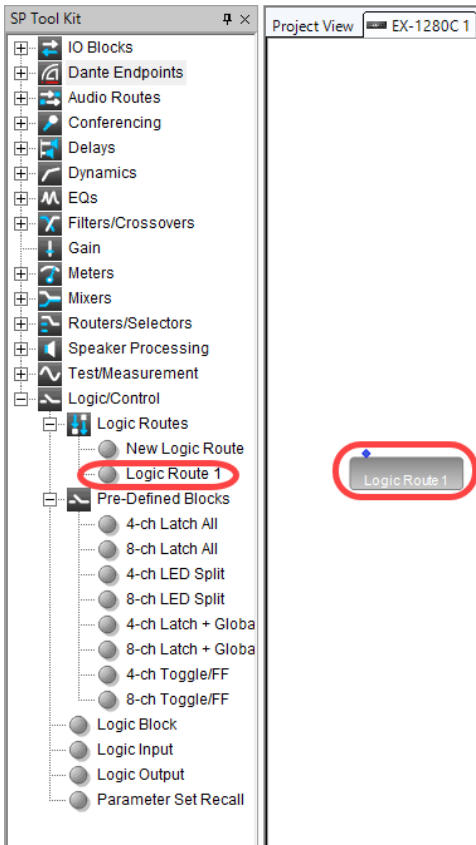 SP Tool Kit
IO Blocks
Dante Endpoints
Audio Routes
Conferencing
Delays
Dynamics
EQs
Filters/Crossovers
Gain
Meters
Mixers
Routers/Selectors
Speaker Processing
Test/Measurement
Logic/Control
Logic Routes
New Logic Route
Logic Route 1
Pre-Defined Blocks
4-ch Latch All
8-ch Latch All
4-ch LED Split
8-ch LED Split
4-ch Latch + Globa
8-ch Latch + Globa
4-ch Toggle/FF
8-ch Toggle/FF
Logic Block
Logic Input
Logic Output
Parameter Set Recall
Project View EX-1280C 1
Logic Route 1